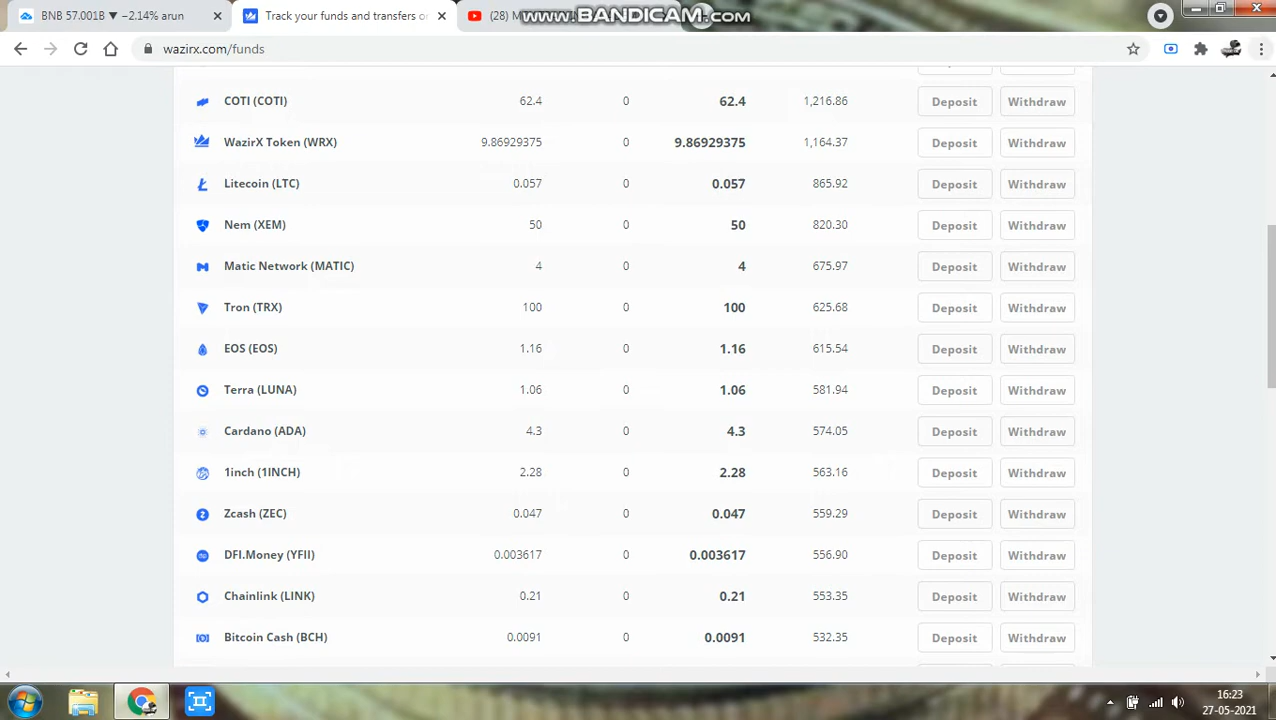 BNB 57.001B ▼ −2.14% arun
Track your funds and transfers on
(28) M
www.BANDICAM.COM
wazirx.com/funds
COTI (COTI) 62.4 0 62.4 1,216.86 Deposit Withdraw
WazirX Token (WRX) 9.86929375 0 9.86929375 1,164.37 Deposit Withdraw
Litecoin (LTC) 0.057 0 0.057 865.92 Deposit Withdraw
Nem (XEM) 50 0 50 820.30 Deposit Withdraw
Matic Network (MATIC) 4 0 4 675.97 Deposit Withdraw
Tron (TRX) 100 0 100 625.68 Deposit Withdraw
EOS (EOS) 1.16 0 1.16 615.54 Deposit Withdraw
Terra (LUNA) 1.06 0 1.06 581.94 Deposit Withdraw
Cardano (ADA) 4.3 0 4.3 574.05 Deposit Withdraw
1inch (1INCH) 2.28 0 2.28 563.16 Deposit Withdraw
Zcash (ZEC) 0.047 0 0.047 559.29 Deposit Withdraw
DFI.Money (YFII) 0.003617 0 0.003617 556.90 Deposit Withdraw
Chainlink (LINK) 0.21 0 0.21 553.35 Deposit Withdraw
Bitcoin Cash (BCH) 0.0091 0 0.0091 532.35 Deposit Withdraw
16:23
27-05-2021